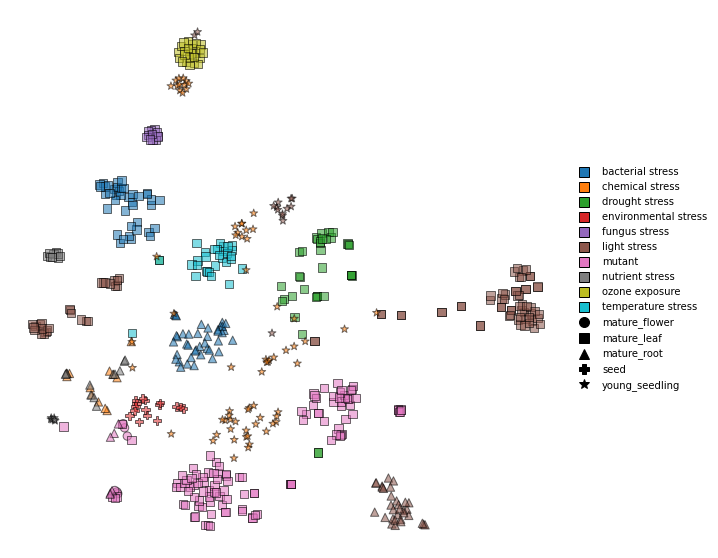 bacterial stress
chemical stress
drought stress
environmental stress
fungus stress
light stress
mutant
nutrient stress
ozone exposure
temperature stress
mature_flower
mature_leaf
mature_root
seed
young_seedling